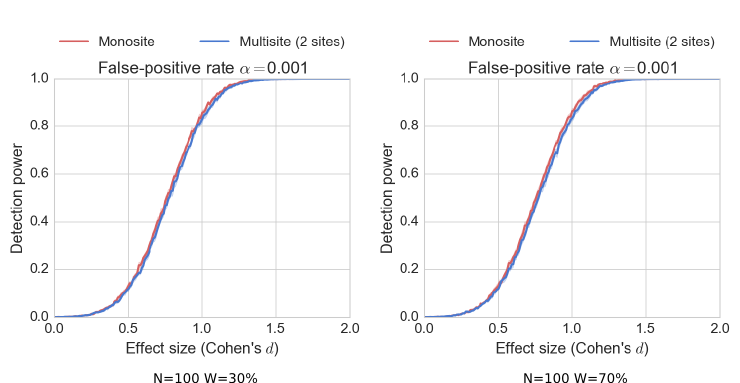 Monosite Multisite (2 sites)
False-positive rate α=0.001
Detection power
1.0
0.8
0.6
0.4
0.2
0.0
0.0 0.5 1.0 1.5 2.0
Effect size (Cohen's d)
N=100 W=30%
Monosite Multisite (2 sites)
False-positive rate α=0.001
Detection power
1.0
0.8
0.6
0.4
0.2
0.0
0.0 0.5 1.0 1.5 2.0
Effect size (Cohen's d)
N=100 W=70%